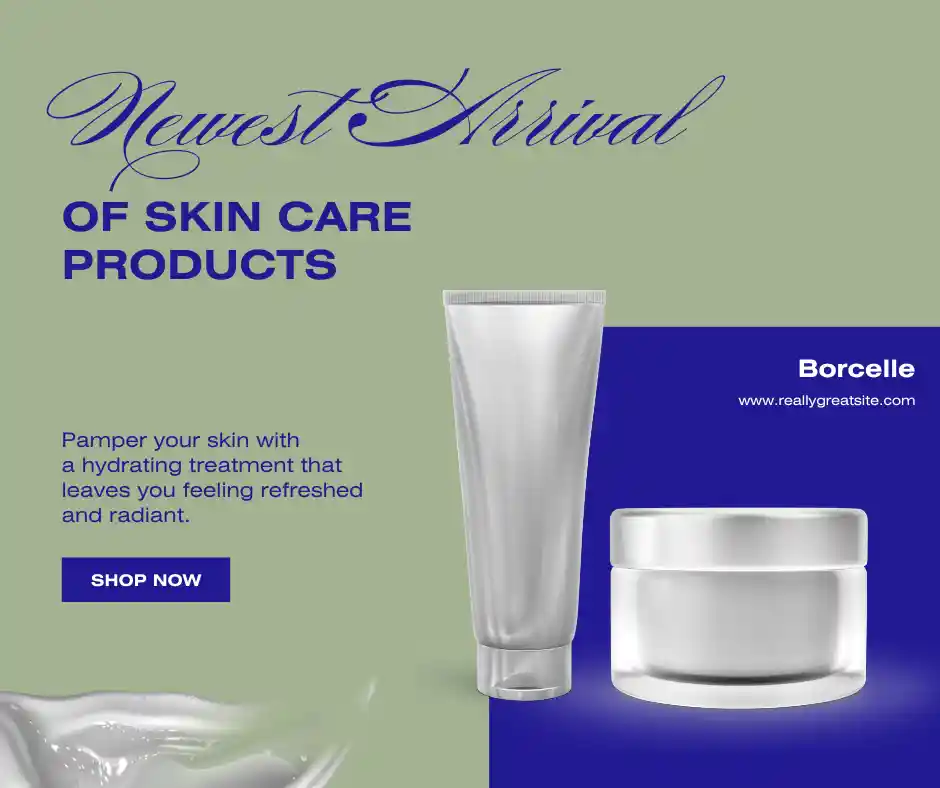 Newest Arrival
OF SKIN CARE
PRODUCTS
Borcelle
www.reallygreatsite.com
Pamper your skin with
a hydrating treatment that
leaves you feeling refreshed
and radiant.
SHOP NOW